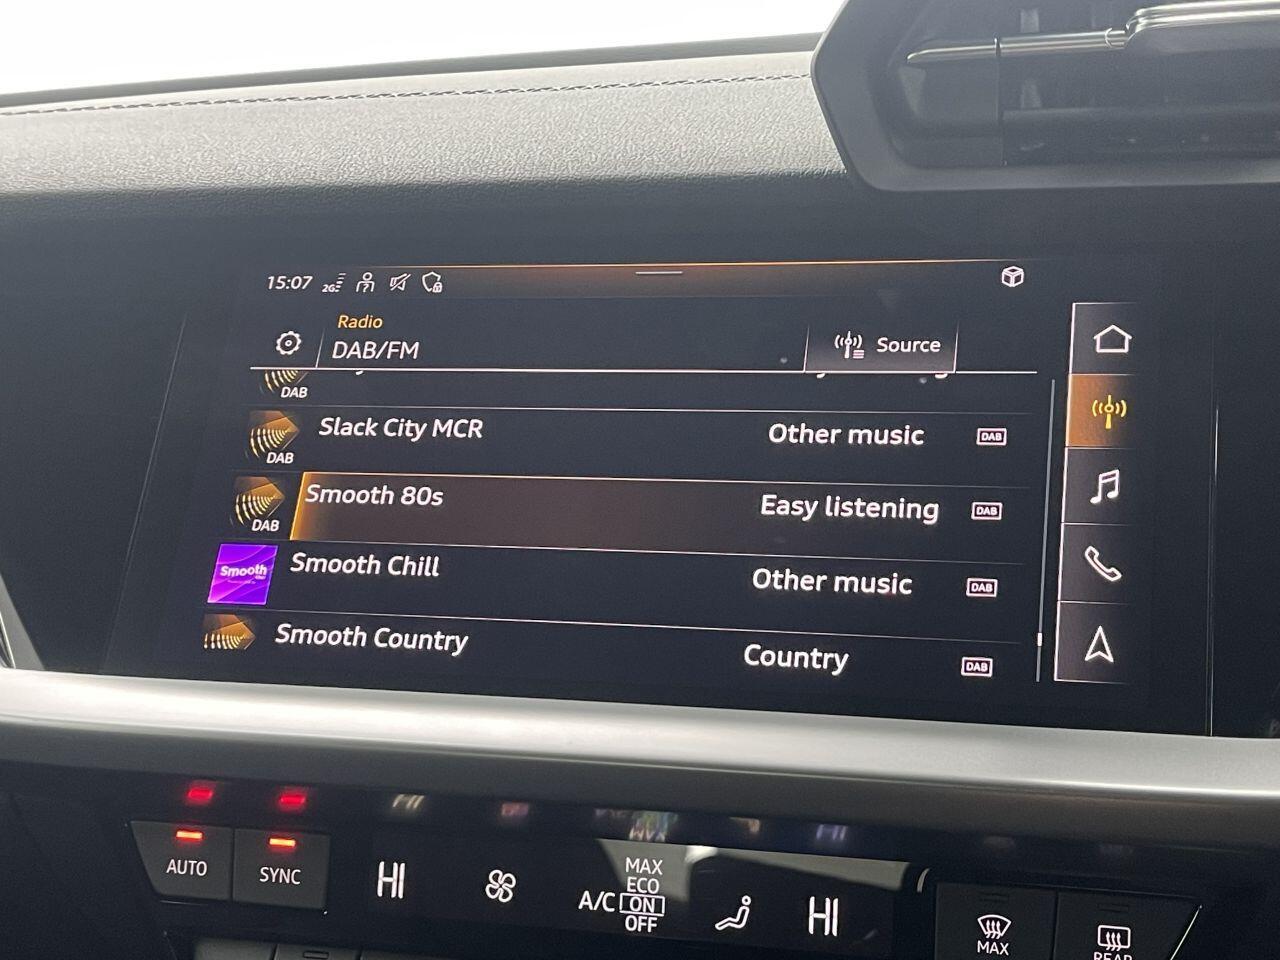 15:07 2G
Radio
DAB/FM
Source
DAB
Slack City MCR Other music DAB
DAB
Smooth 80s Easy listening DAB
DAB
Smooth
Smooth Chill Other music DAB
Smooth Country Country DAB
AUTO
SYNC
HI
MAX
ECO
A/C ON
OFF
HI
MAX
REAR